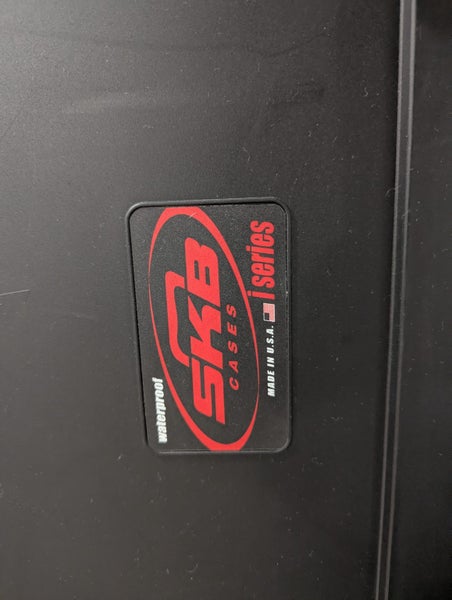 waterproof
SKB
CASES
MADE IN U.S.A. i series